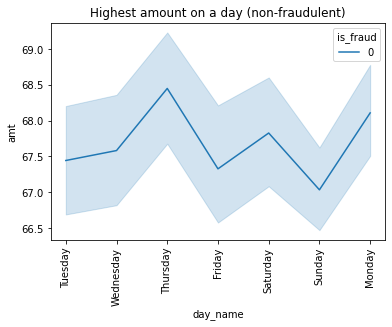 Highest amount on a day (non-fraudulent)
is_fraud
0
69.0
68.5
68.0
67.5
67.0
66.5
amt
Tuesday
Wednesday
Thursday
Friday
Saturday
Sunday
Monday
day_name